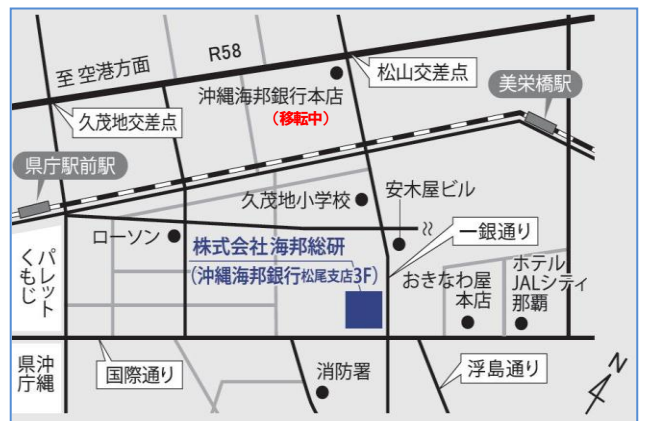 至 空港方面
R58
松山交差点
美栄橋駅
沖縄海邦銀行本店
(移転中)
久茂地交差点
県庁駅前駅
久茂地小学校
安木屋ビル
ローソン
株式会社海邦総研
(沖縄海邦銀行松尾支店3F)
一銀通り
パレット
くもじ
おきなわ屋
本店
ホテル
JALシティ
那覇
沖縄
県庁
国際通り
消防署
浮島通り
N